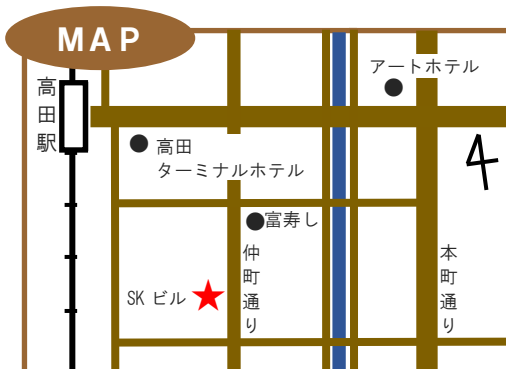 MAP
高田駅
アートホテル
高田
ターミナルホテル
富寿し
仲町通り
本町通り
SK ビル